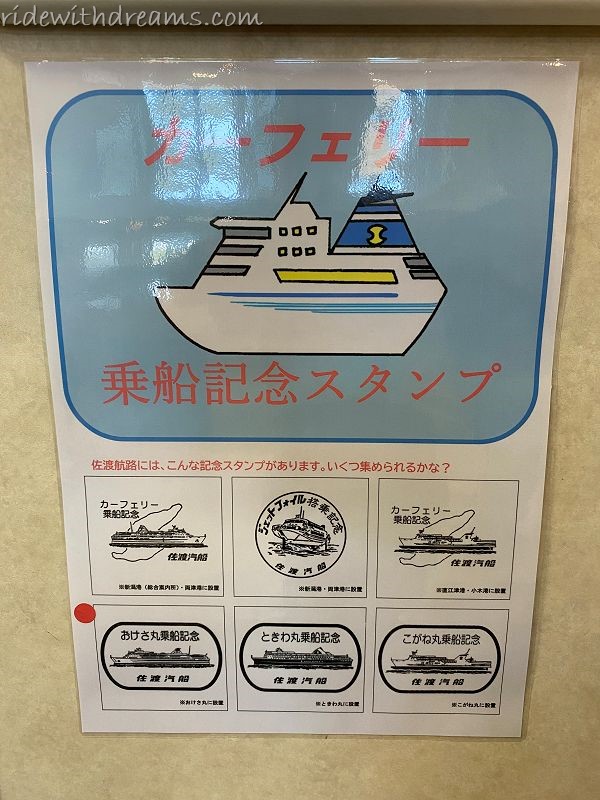 ridewithdreams.com
カーフェリー
乗船記念スタンプ
佐渡航路には、こんな記念スタンプがあります。いくつ集められるかな？
カーフェリー
乗船記念
佐渡汽船
※新潟港（総合案内所）・両津港に設置
ジェットフォイル搭乗記念
佐渡汽船
※新潟港・両津港に設置
カーフェリー
乗船記念
佐渡汽船
※直江津港・小木港に設置
おけさ丸乗船記念
佐渡汽船
※おけさ丸に設置
ときわ丸乗船記念
佐渡汽船
※ときわ丸に設置
こがね丸乗船記念
佐渡汽船
※こがね丸に設置